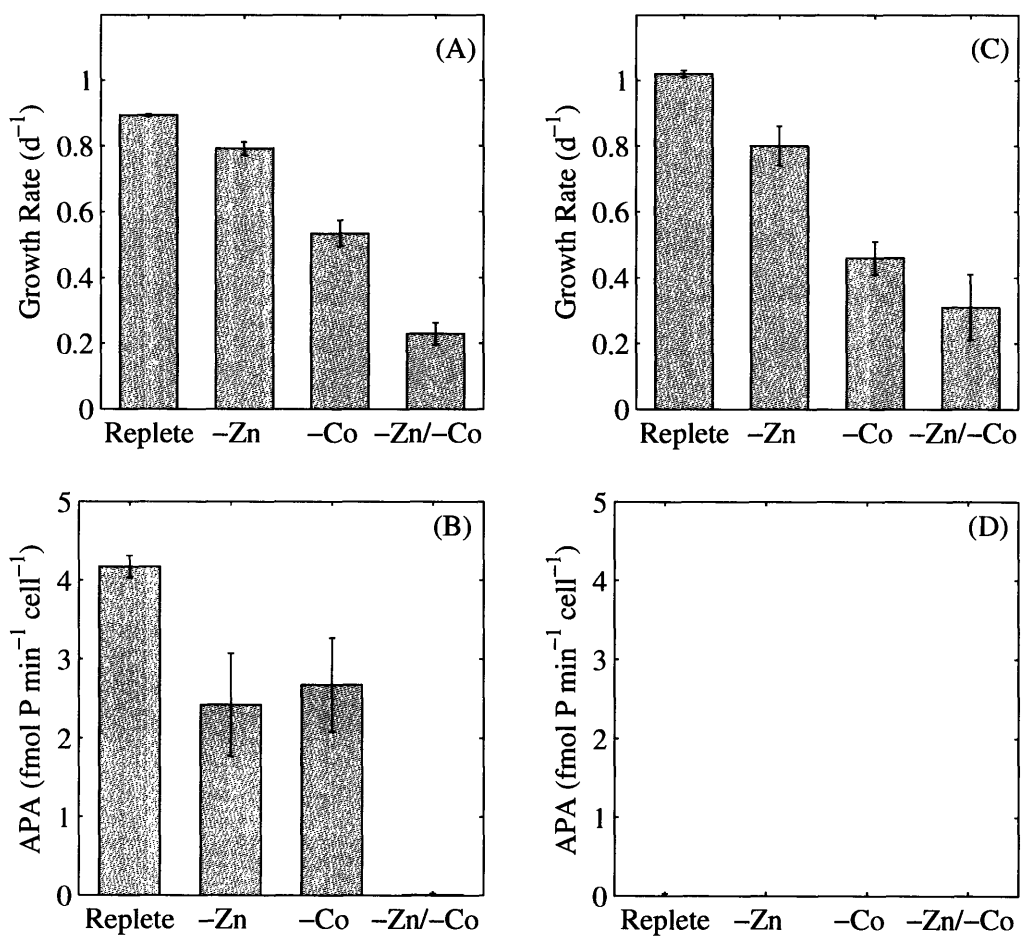 (A)
Growth Rate (d⁻¹)
1
0.8
0.6
0.4
0.2
0
Replete −Zn −Co −Zn/−Co
(C)
Growth Rate (d⁻¹)
1
0.8
0.6
0.4
0.2
0
Replete −Zn −Co −Zn/−Co
(B)
APA (fmol P min⁻¹ cell⁻¹)
5
4
3
2
1
0
Replete −Zn −Co −Zn/−Co
(D)
APA (fmol P min⁻¹ cell⁻¹)
5
4
3
2
1
0
Replete −Zn −Co −Zn/−Co